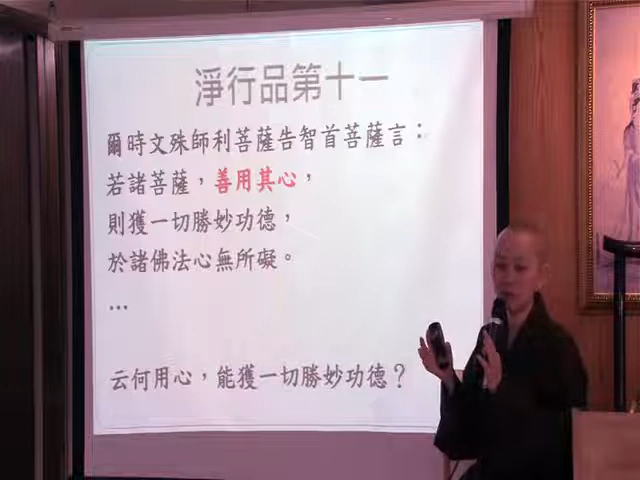 淨行品第十一
爾時文殊師利菩薩告智首菩薩言：
若諸菩薩，善用其心，
則獲一切勝妙功德，
於諸佛法心無所礙。
…
云何用心，能獲一切勝妙功德？